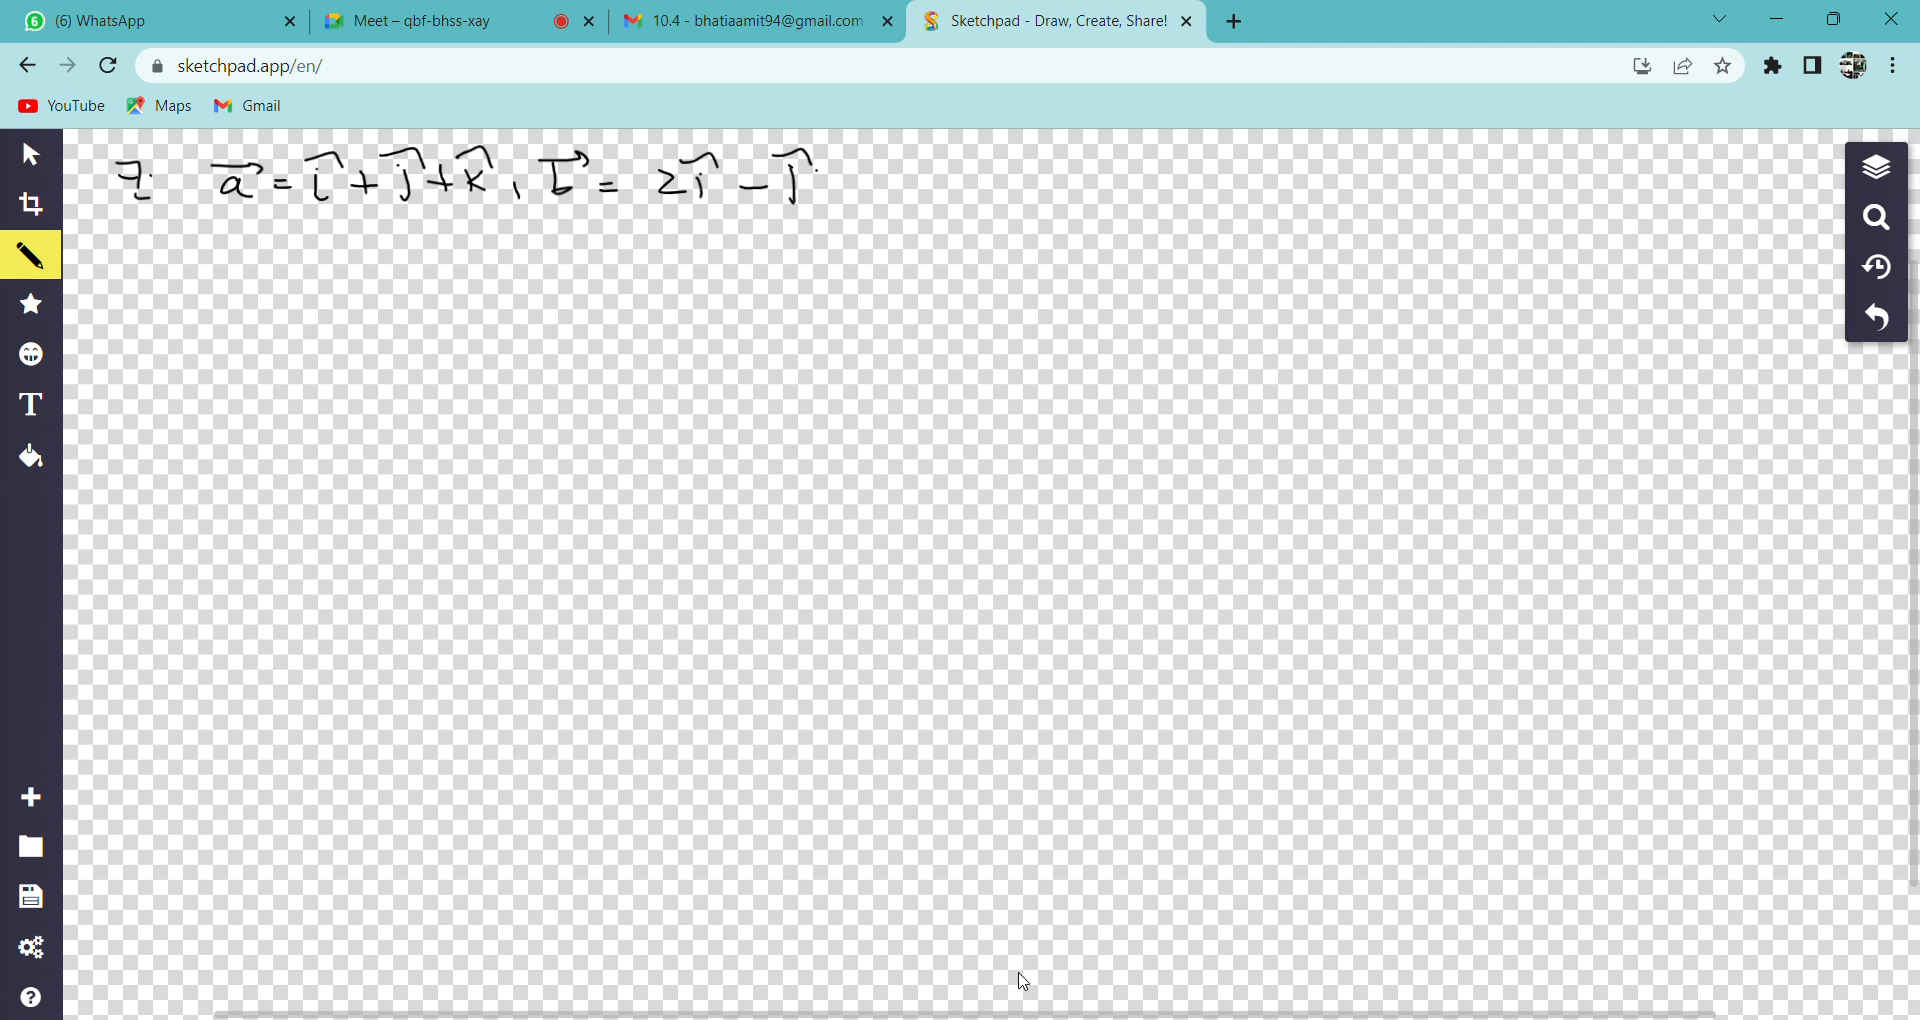 (6) WhatsApp
Meet – qbf-bhss-xay
10.4 - bhatiaamit94@gmail.com
Sketchpad - Draw, Create, Share!
sketchpad.app/en/
YouTube
Maps
Gmail
7. a⃗ = î + ĵ + k̂ , b⃗ = 2î − ĵ
T